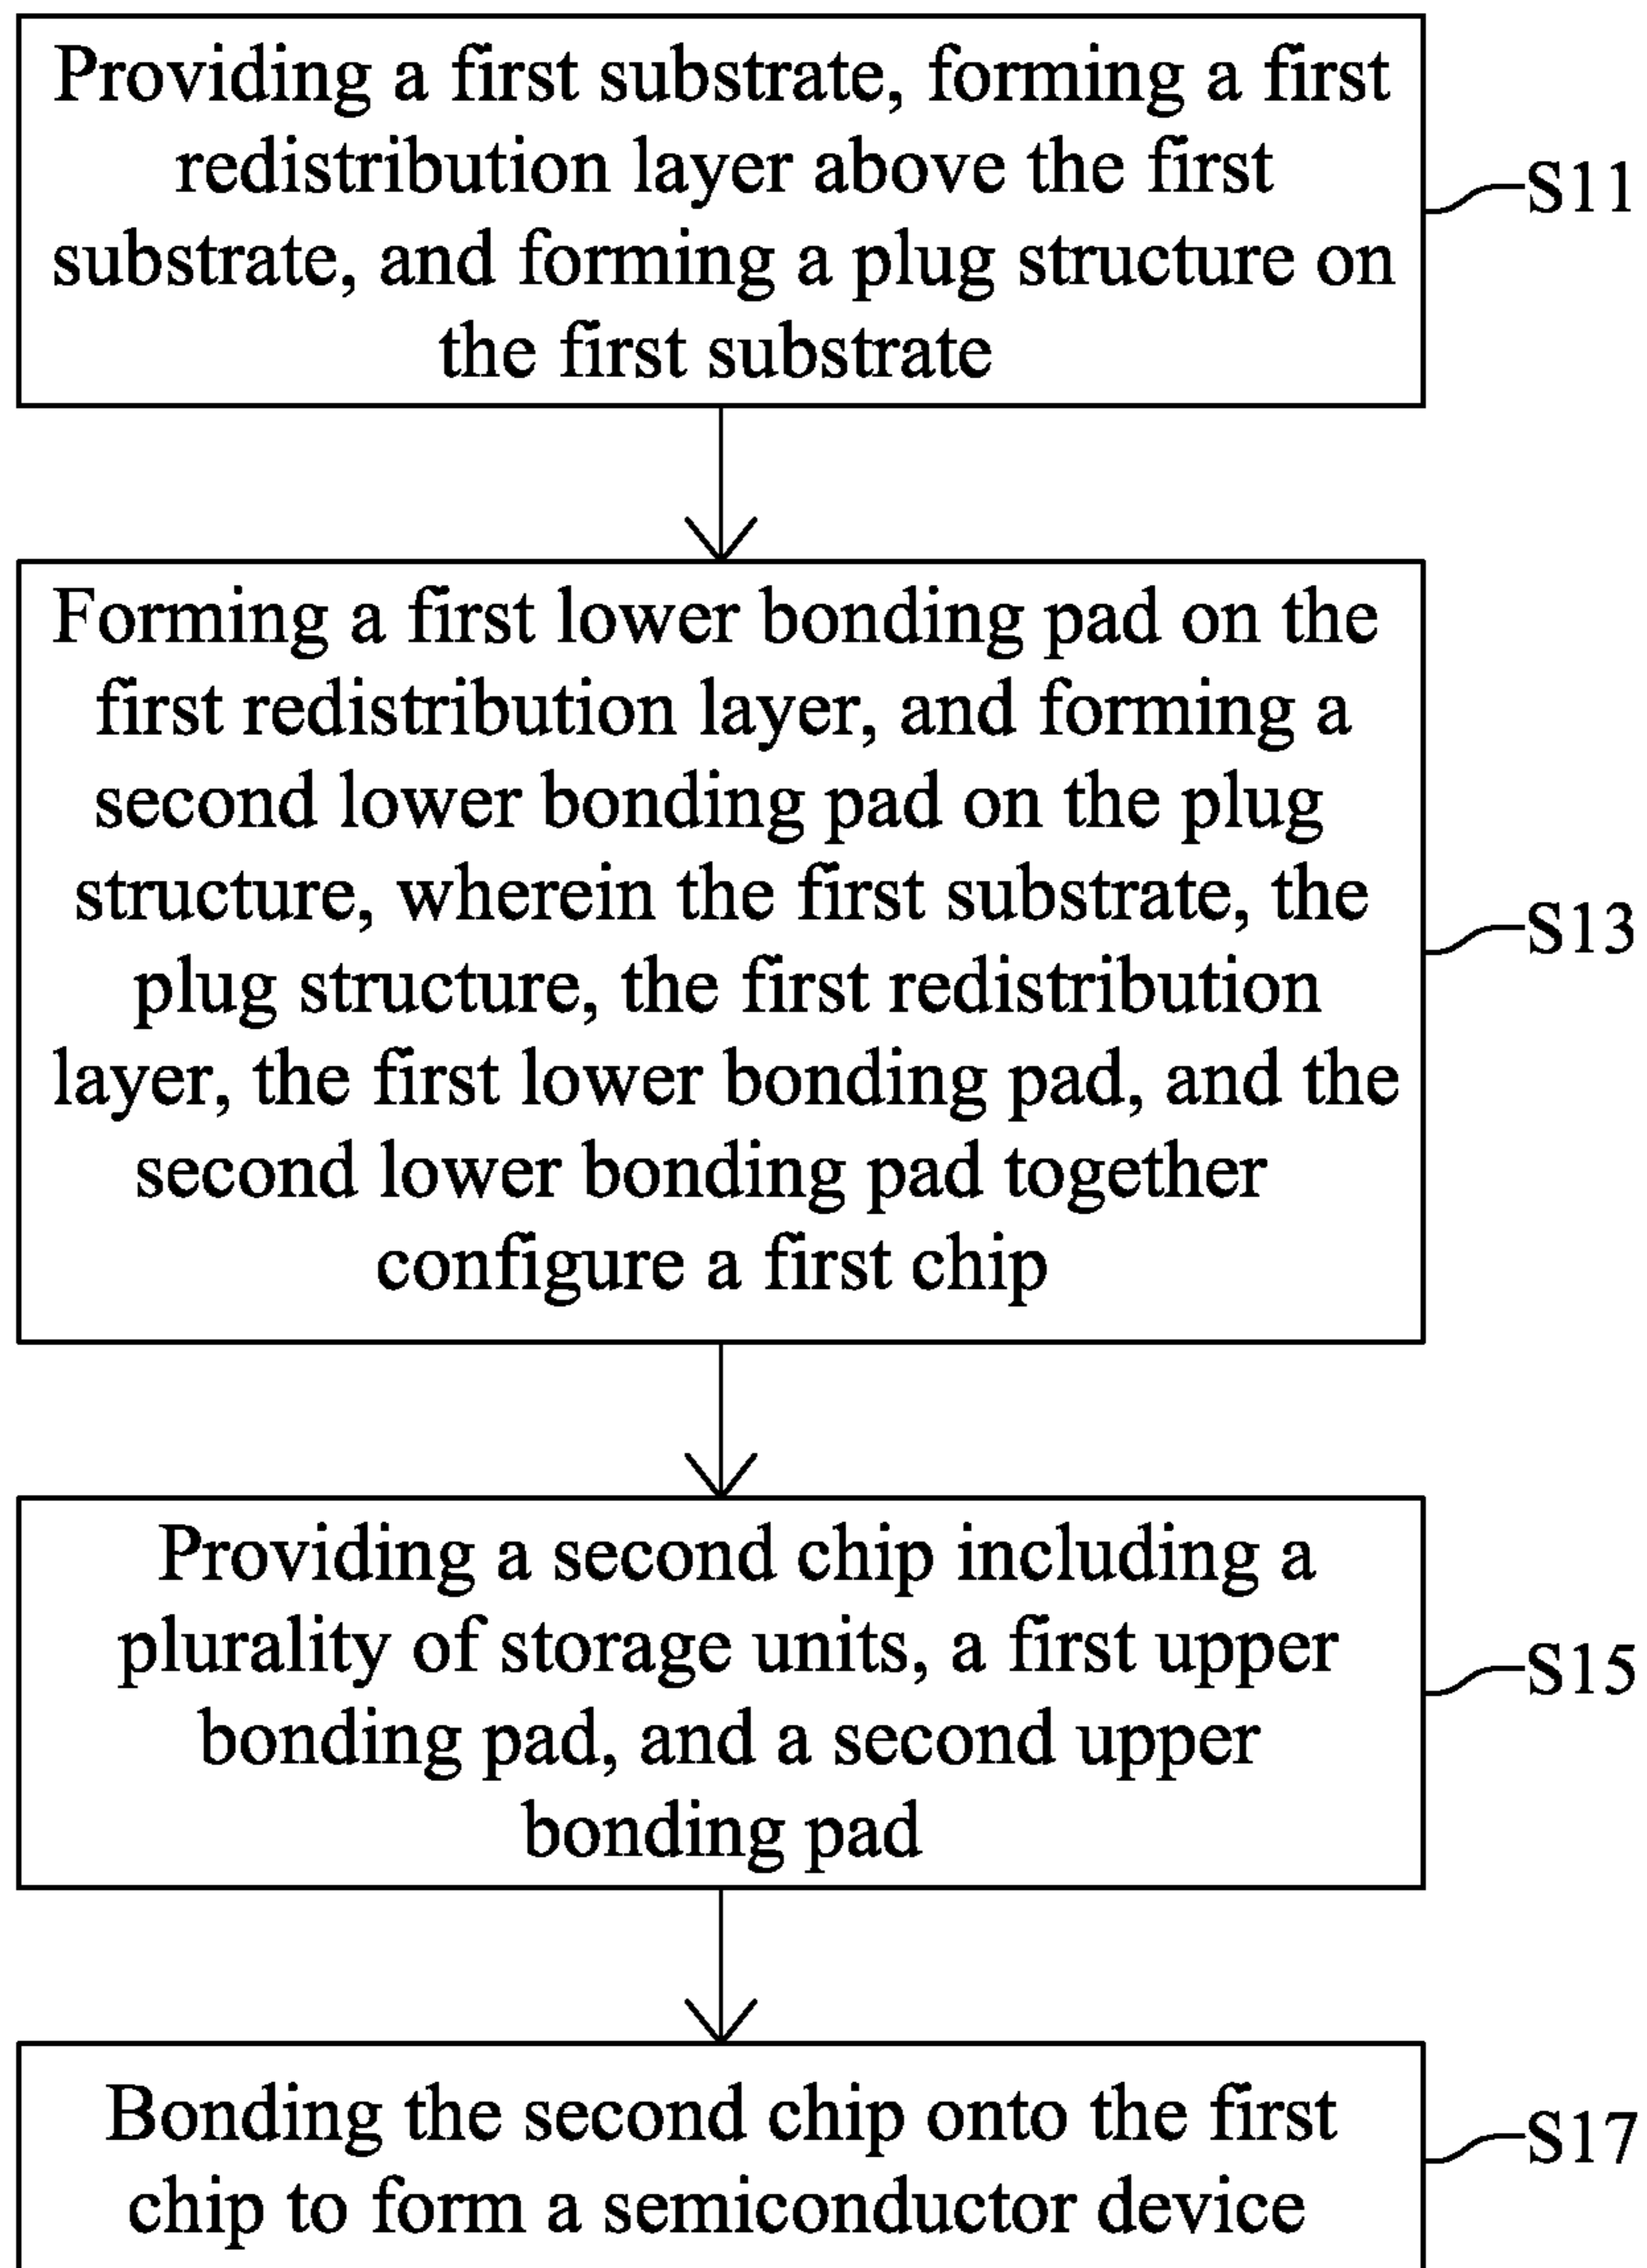 Providing a first substrate, forming a first
redistribution layer above the first
substrate, and forming a plug structure on
the first substrate
S11
Forming a first lower bonding pad on the
first redistribution layer, and forming a
second lower bonding pad on the plug
structure, wherein the first substrate, the
plug structure, the first redistribution
layer, the first lower bonding pad, and the
second lower bonding pad together
configure a first chip
S13
Providing a second chip including a
plurality of storage units, a first upper
bonding pad, and a second upper
bonding pad
S15
Bonding the second chip onto the first
chip to form a semiconductor device
S17